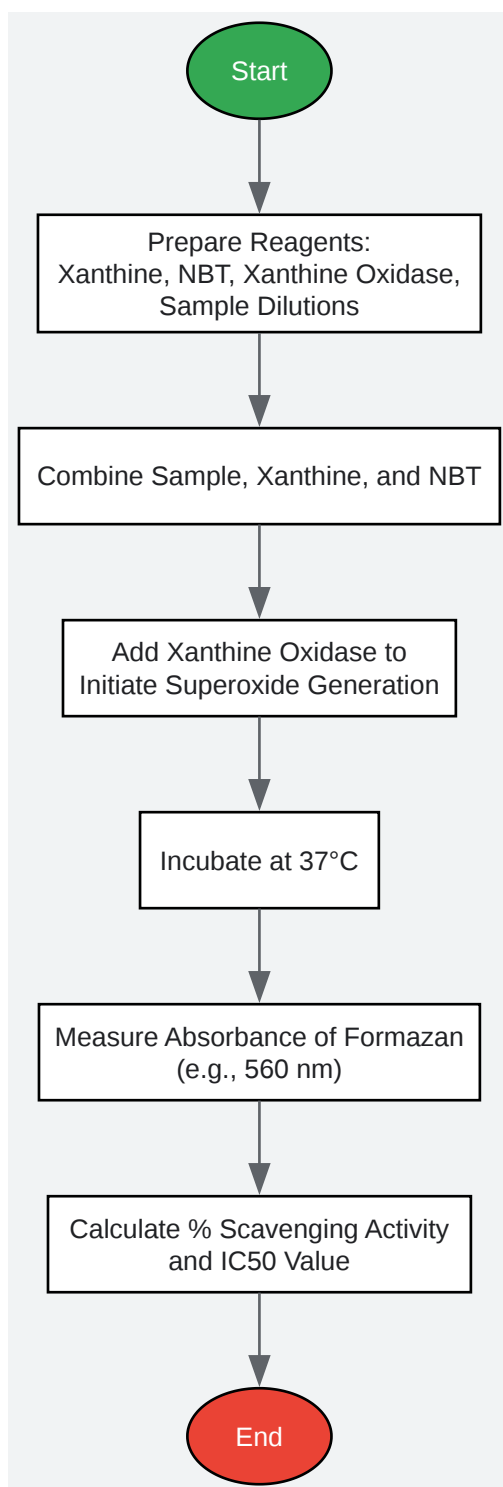 Start
Prepare Reagents:
Xanthine, NBT, Xanthine Oxidase,
Sample Dilutions
Combine Sample, Xanthine, and NBT
Add Xanthine Oxidase to
Initiate Superoxide Generation
Incubate at 37°C
Measure Absorbance of Formazan
(e.g., 560 nm)
Calculate % Scavenging Activity
and IC50 Value
End